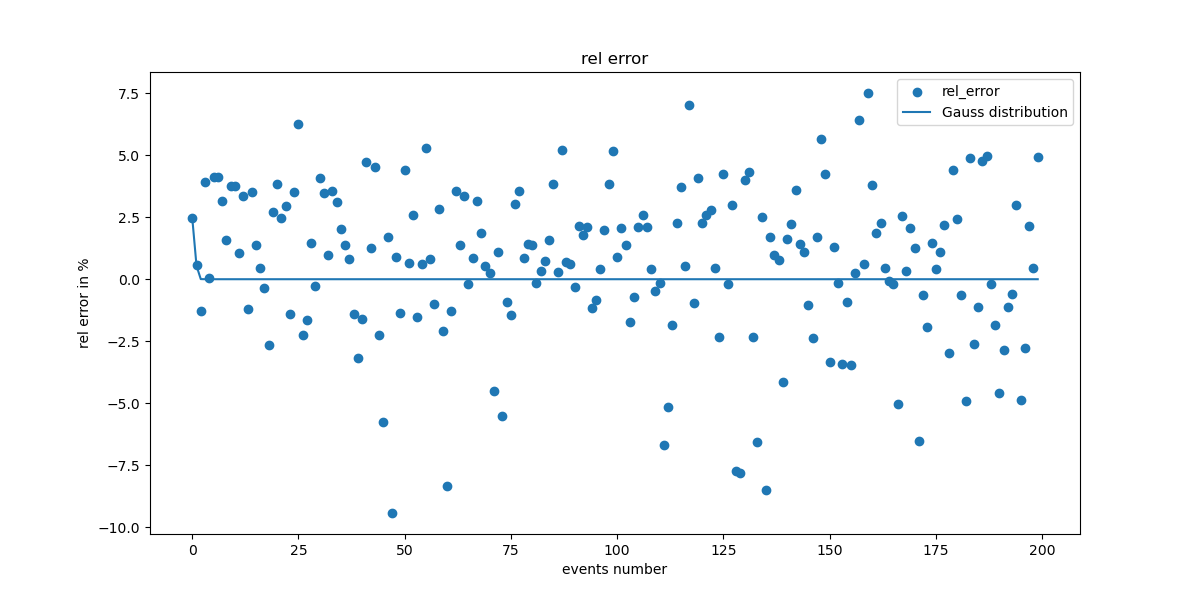 rel error
rel_error
Gauss distribution
rel error in %
7.5
5.0
2.5
0.0
−2.5
−5.0
−7.5
−10.0
0 25 50 75 100 125 150 175 200
events number